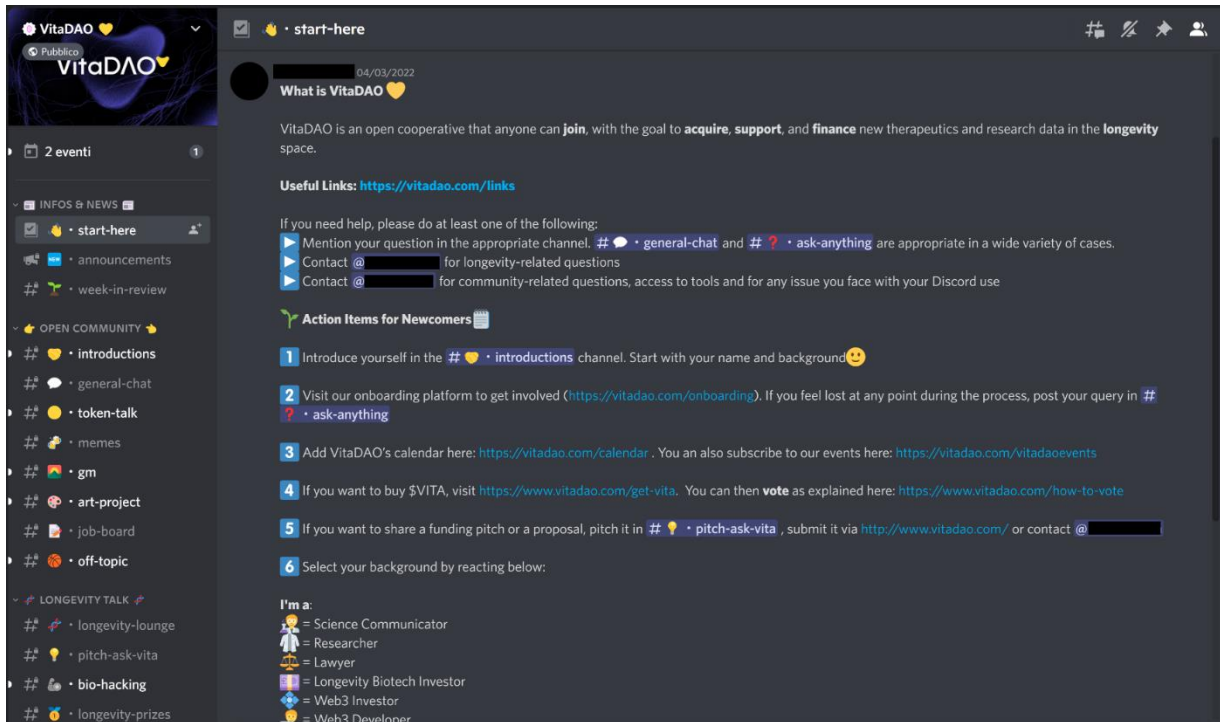 VitaDAO
Pubblico
VITADΛO
2 eventi
1
INFOS & NEWS
start-here
announcements
week-in-review
OPEN COMMUNITY
introductions
general-chat
token-talk
memes
gm
art-project
job-board
off-topic
LONGEVITY TALK
longevity-lounge
pitch-ask-vita
bio-hacking
longevity-prizes
start-here
04/03/2022
What is VitaDAO
VitaDAO is an open cooperative that anyone can join, with the goal to acquire, support, and finance new therapeutics and research data in the longevity
space.
Useful Links: https://vitadao.com/links
If you need help, please do at least one of the following:
Mention your question in the appropriate channel. # • general-chat and # ❓ • ask-anything are appropriate in a wide variety of cases.
Contact @ for longevity-related questions
Contact @ for community-related questions, access to tools and for any issue you face with your Discord use
Action Items for Newcomers
1 Introduce yourself in the # • introductions channel. Start with your name and background
2 Visit our onboarding platform to get involved (https://vitadao.com/onboarding). If you feel lost at any point during the process, post your query in #
❓ • ask-anything
3 Add VitaDAO's calendar here: https://vitadao.com/calendar . You an also subscribe to our events here: https://vitadao.com/vitadaoevents
4 If you want to buy $VITA, visit https://www.vitadao.com/get-vita. You can then vote as explained here: https://www.vitadao.com/how-to-vote
5 If you want to share a funding pitch or a proposal, pitch it in # • pitch-ask-vita , submit it via http://www.vitadao.com/ or contact @
6 Select your background by reacting below:
I'm a:
= Science Communicator
= Researcher
= Lawyer
= Longevity Biotech Investor
= Web3 Investor
= Web3 Developer